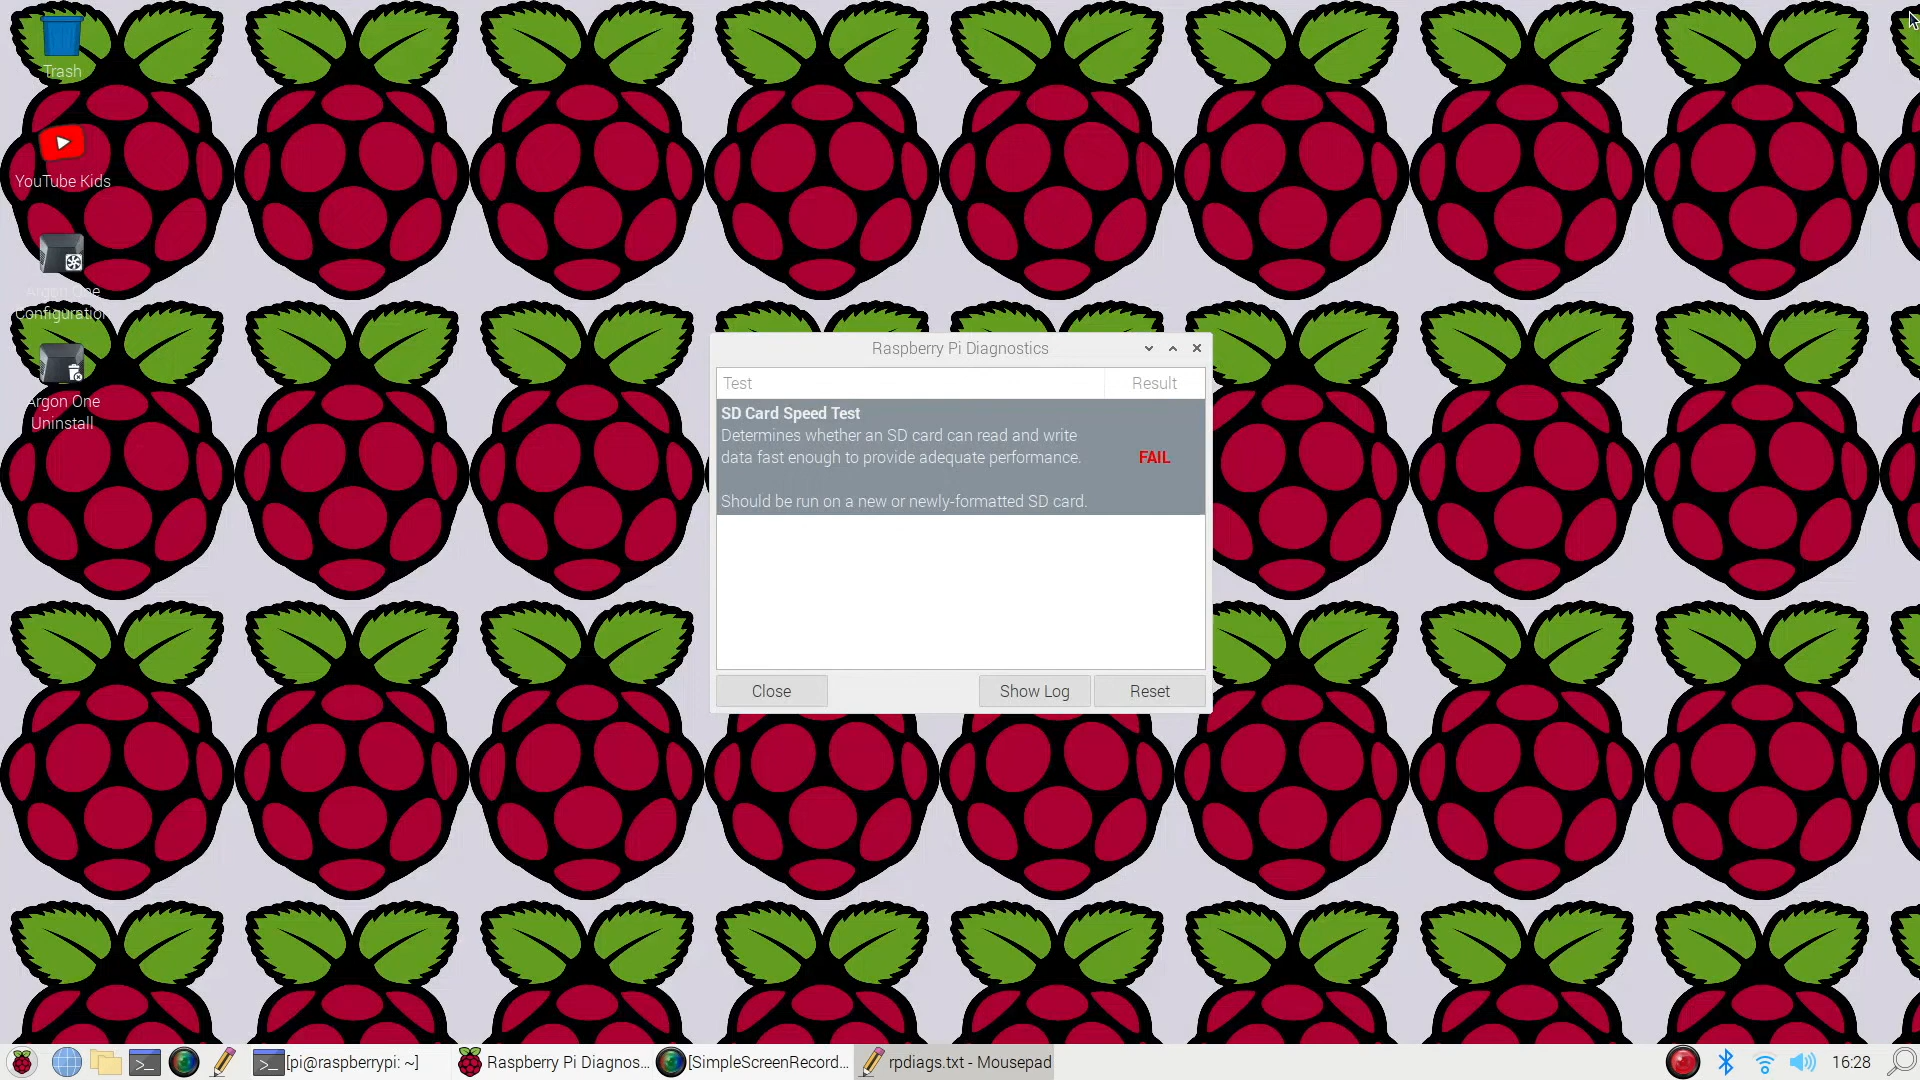 Trash
YouTube Kids
Argon One
Configuration
Argon One
Uninstall
Raspberry Pi Diagnostics
Test Result
SD Card Speed Test
Determines whether an SD card can read and write
data fast enough to provide adequate performance.
FAIL
Should be run on a new or newly-formatted SD card.
Close Show Log Reset
[pi@raspberrypi: ~] Raspberry Pi Diagnos... [SimpleScreenRecord... rpdiags.txt - Mousepad 16:28